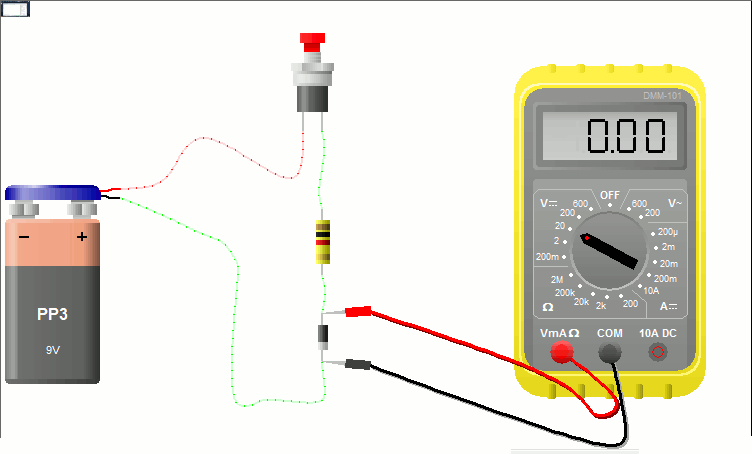 DMM-101
0.00
OFF
V⎓ 600 600 V~
200 200
20 200µ
2 2m
200m 20m
2M 200m
200k 10A
Ω 20k 2k 200 A⎓
VmAΩ COM 10A DC
− +
PP3
9V